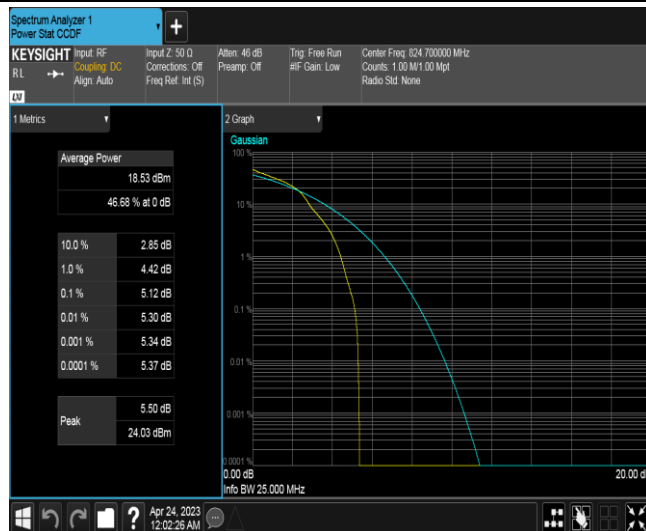 Spectrum Analyzer 1
Power Stat CCDF
KEYSIGHT
RL
Input: RF
Coupling: DC
Align: Auto
Input Z: 50 Ω
Corrections: Off
Freq Ref: Int (S)
Atten: 46 dB
Preamp: Off
Trig: Free Run
#IF Gain: Low
Center Freq: 824.700000 MHz
Counts: 1.00 M/1.00 Mpt
Radio Std: None
LXI
1 Metrics
Average Power
18.53 dBm
46.68 % at 0 dB
10.0 % 2.85 dB
1.0 % 4.42 dB
0.1 % 5.12 dB
0.01 % 5.30 dB
0.001 % 5.34 dB
0.0001 % 5.37 dB
Peak
5.50 dB
24.03 dBm
2 Graph
Gaussian
100 %
10 %
1 %
0.1 %
0.01 %
0.001 %
0.0001 %
0.00 dB
20.00
Info BW 25.000 MHz
?
Apr 24, 2023
12:02:26 AM